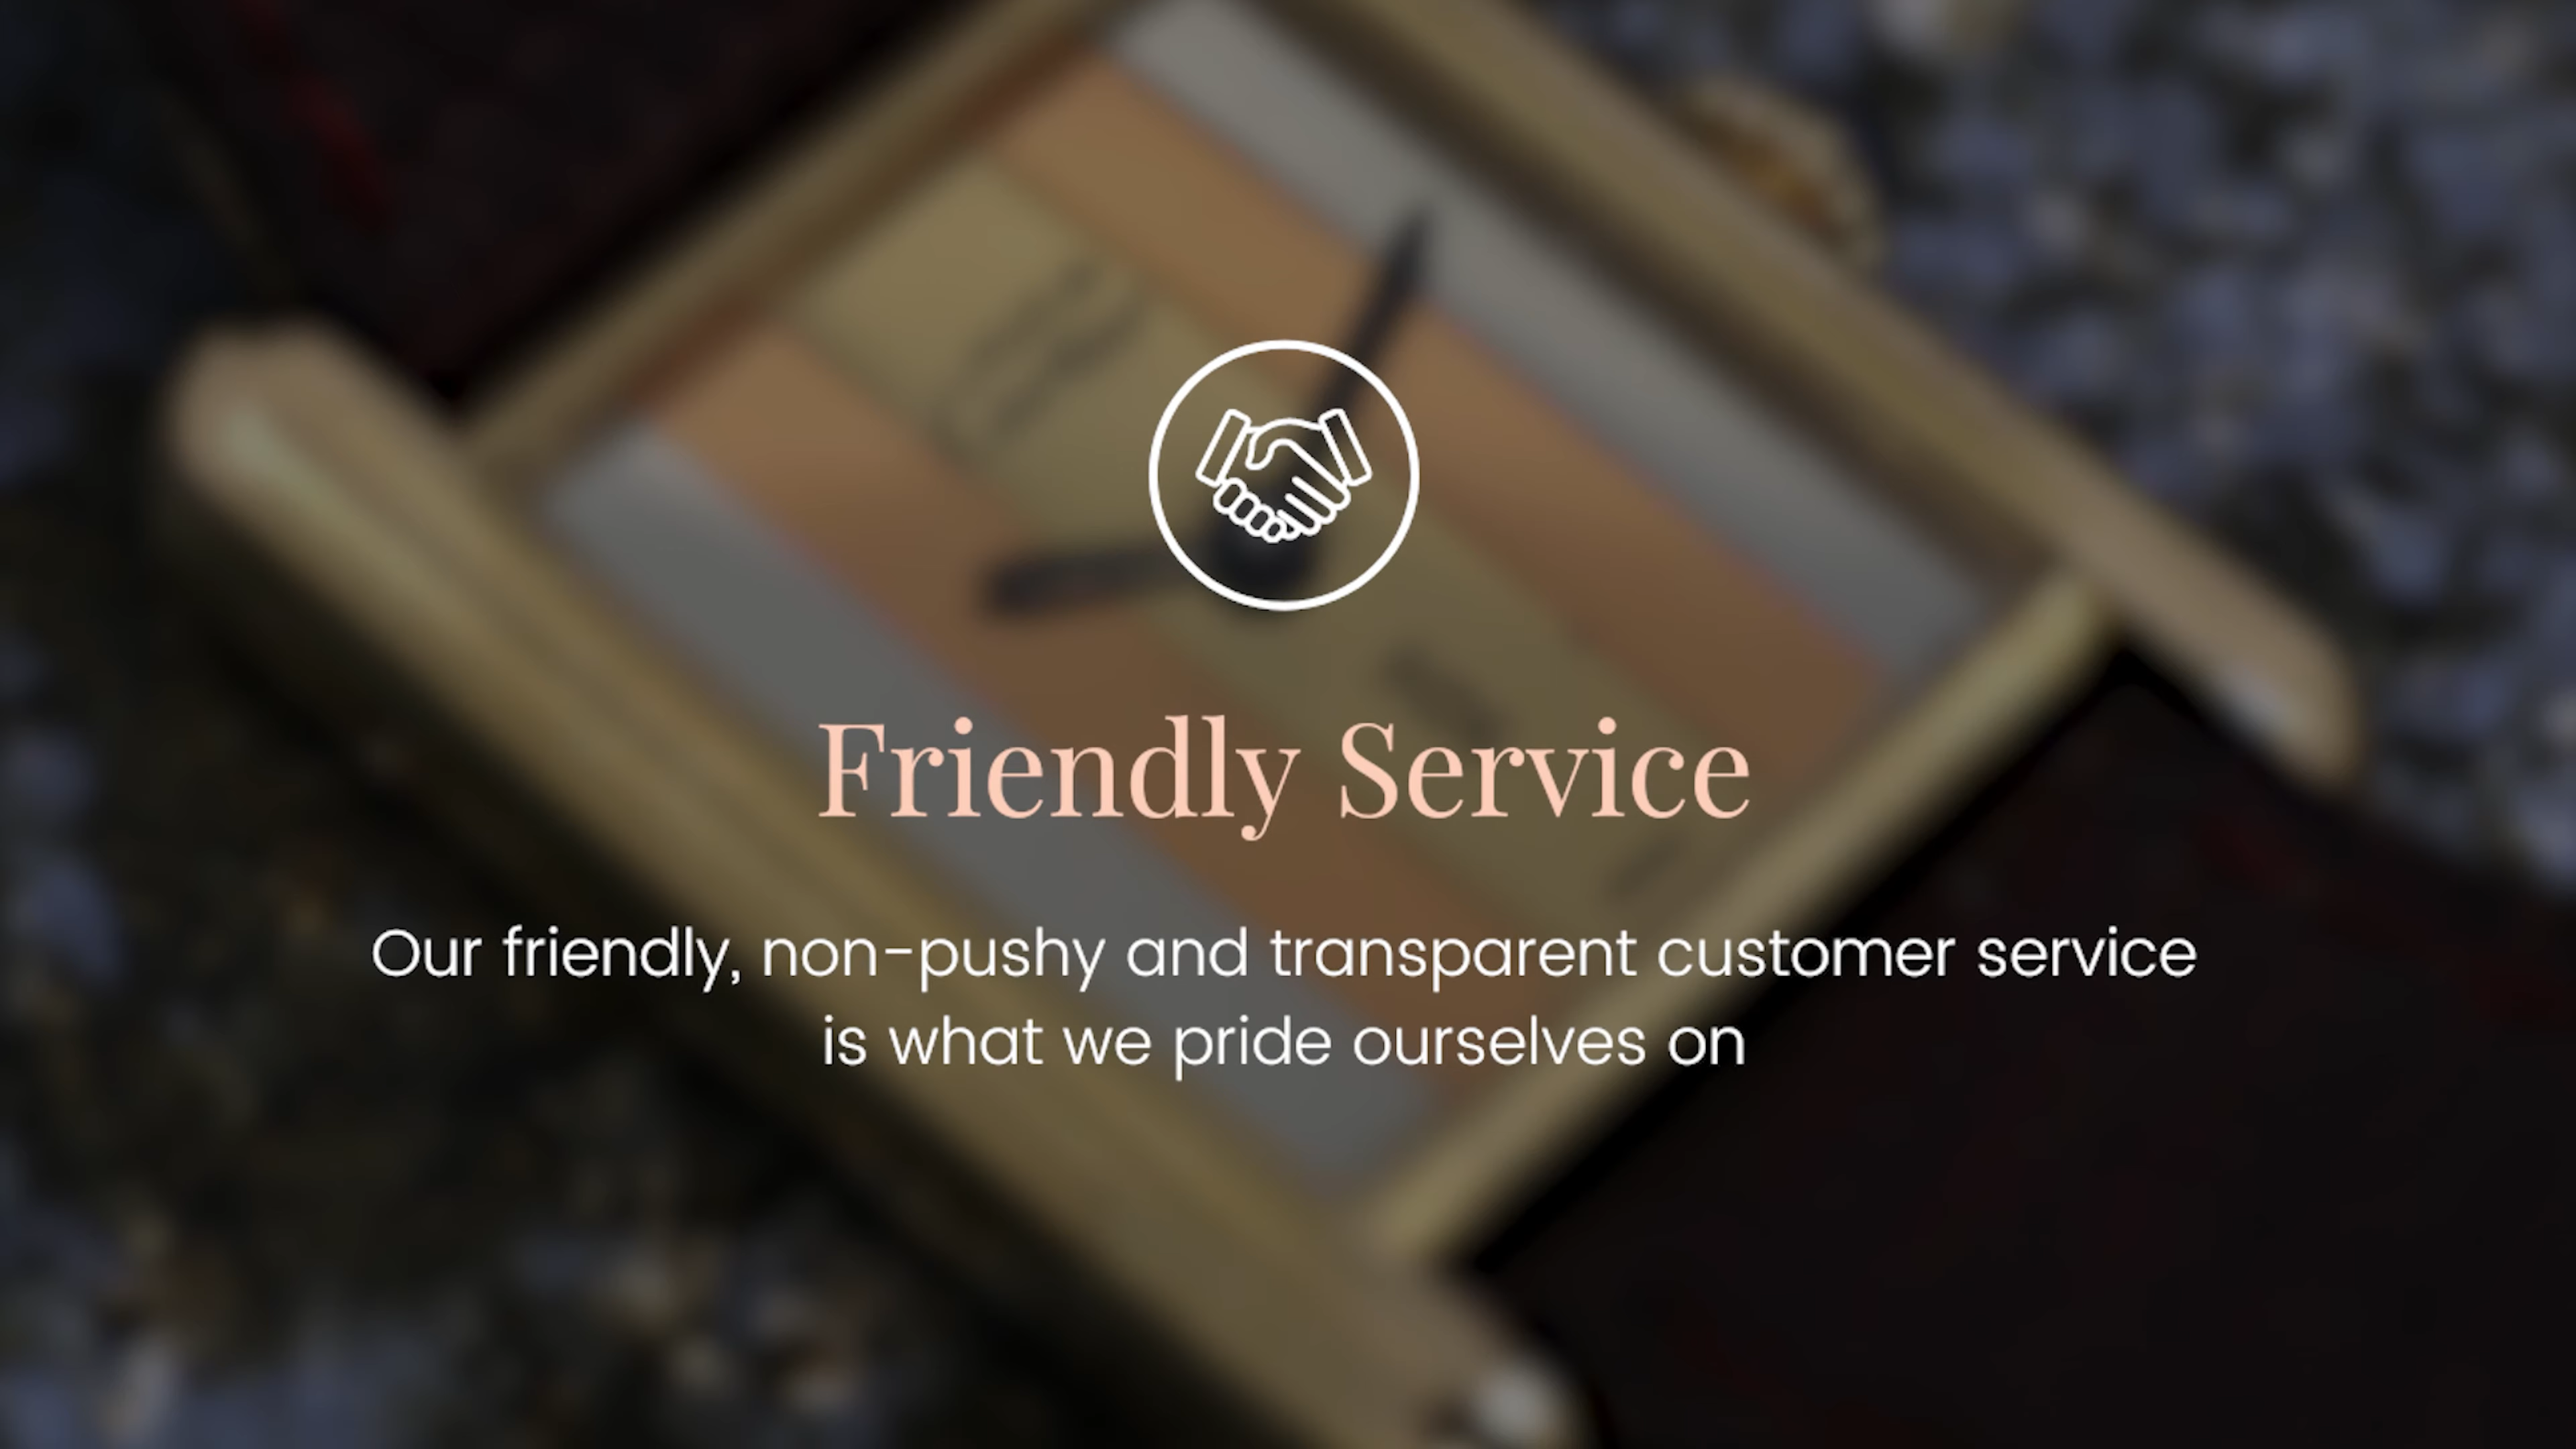 Friendly Service
Our friendly, non-pushy and transparent customer service
is what we pride ourselves on